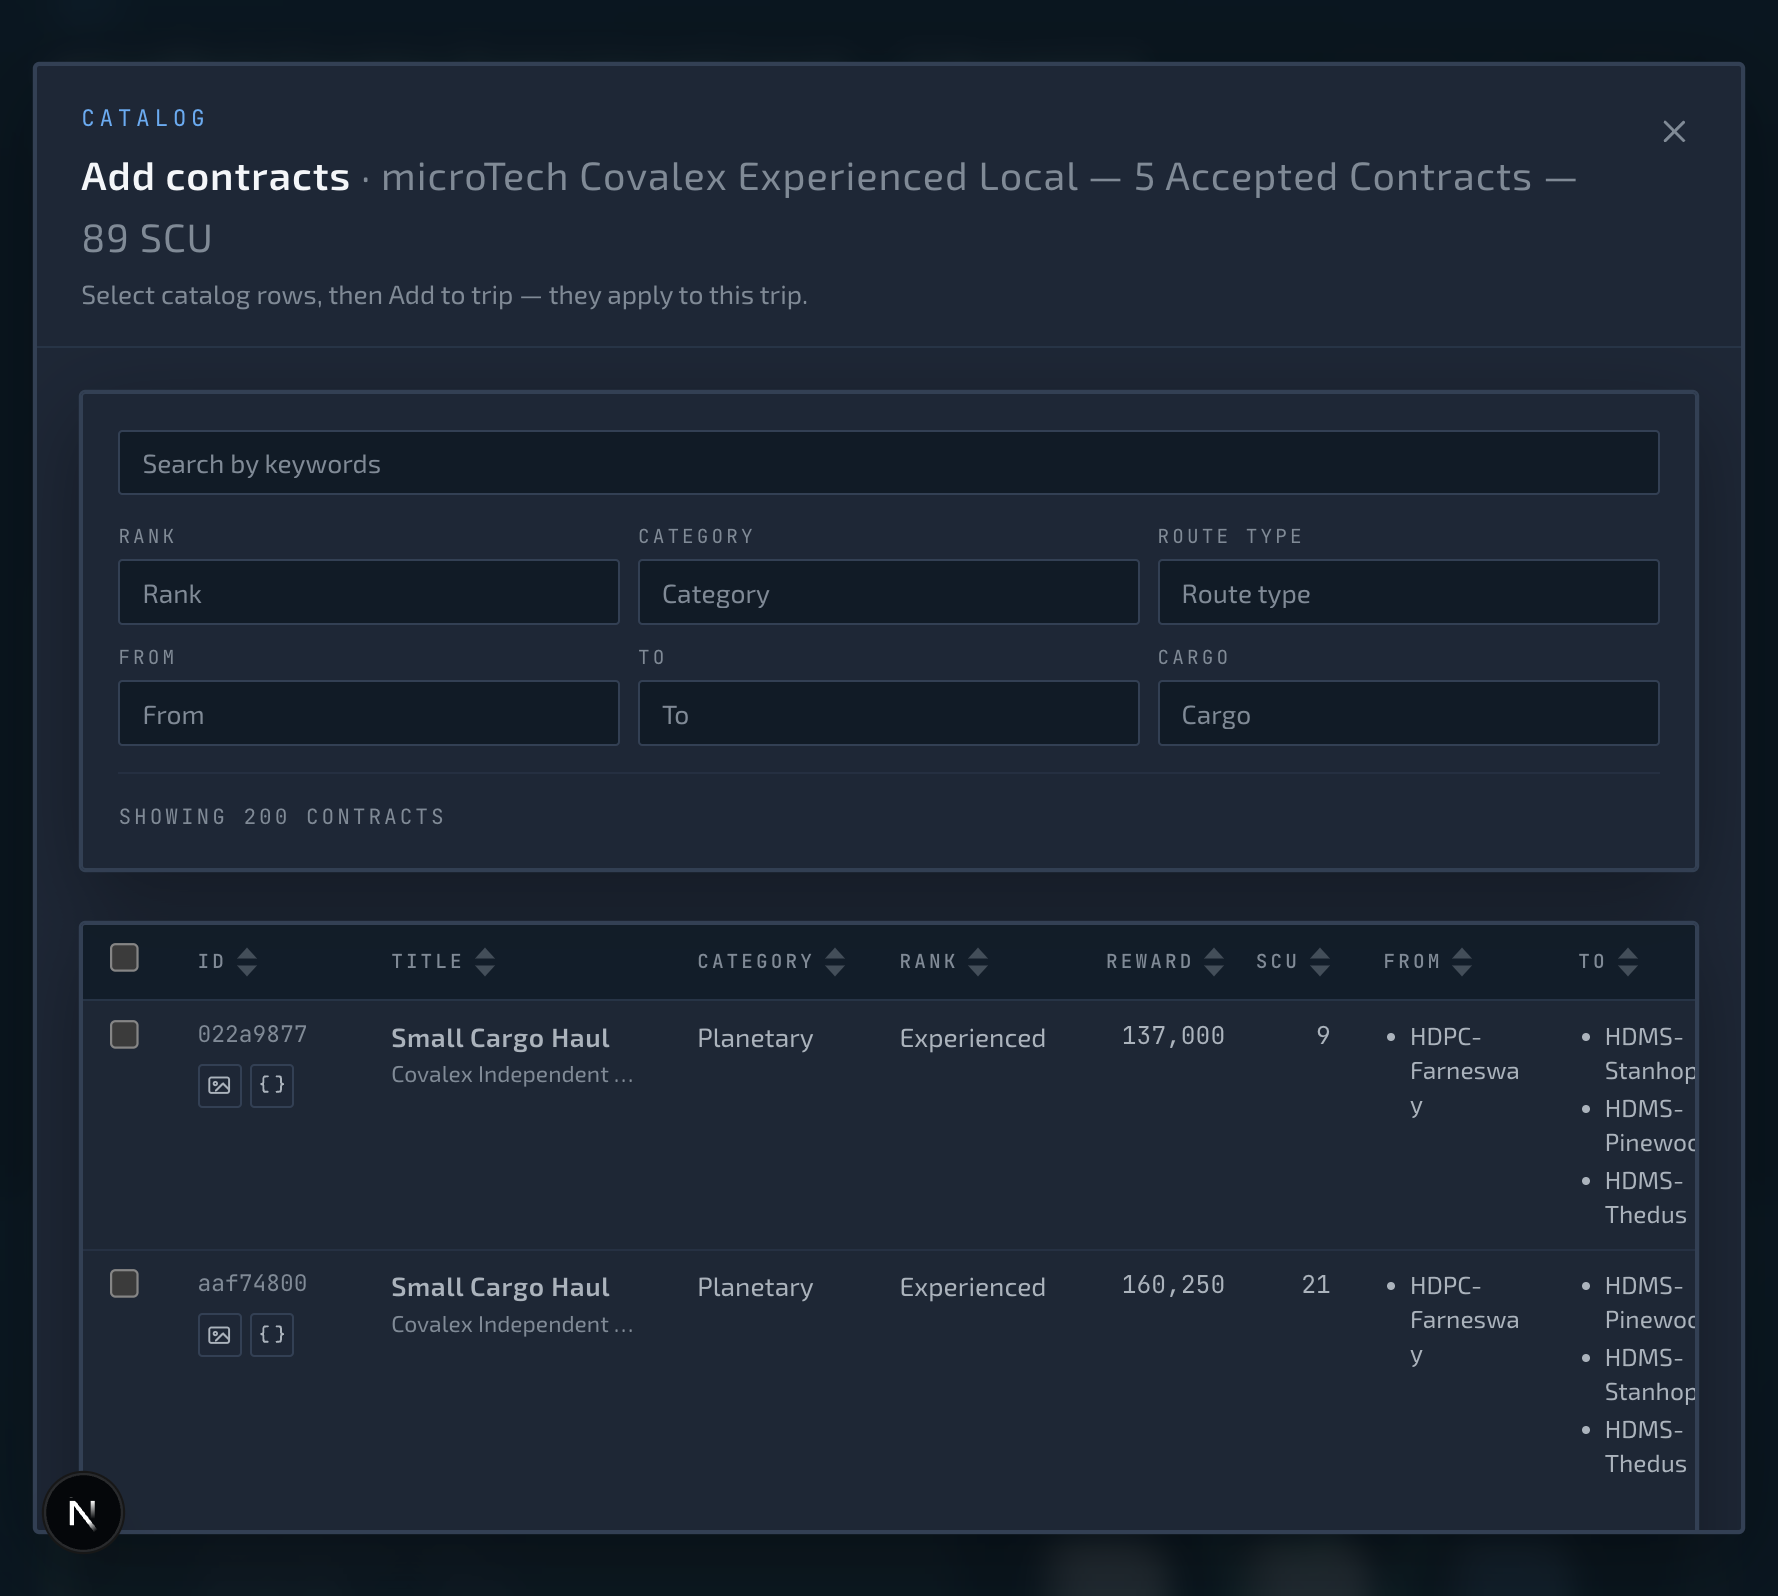 CATALOG
Add contracts · microTech Covalex Experienced Local — 5 Accepted Contracts —
89 SCU
Select catalog rows, then Add to trip — they apply to this trip.
Search by keywords
RANK CATEGORY ROUTE TYPE
Rank Category Route type
FROM TO CARGO
From To Cargo
SHOWING 200 CONTRACTS
ID TITLE CATEGORY RANK REWARD SCU FROM TO
022a9877 Small Cargo Haul Planetary Experienced 137,000 9 • HDPC- • HDMS-
Covalex Independent ... Farneswa Stanhop
{} y • HDMS-
Pinewoo
• HDMS-
Thedus
aaf74800 Small Cargo Haul Planetary Experienced 160,250 21 • HDPC- • HDMS-
Covalex Independent ... Farneswa Pinewoo
{} y • HDMS-
Stanhop
• HDMS-
Thedus
N